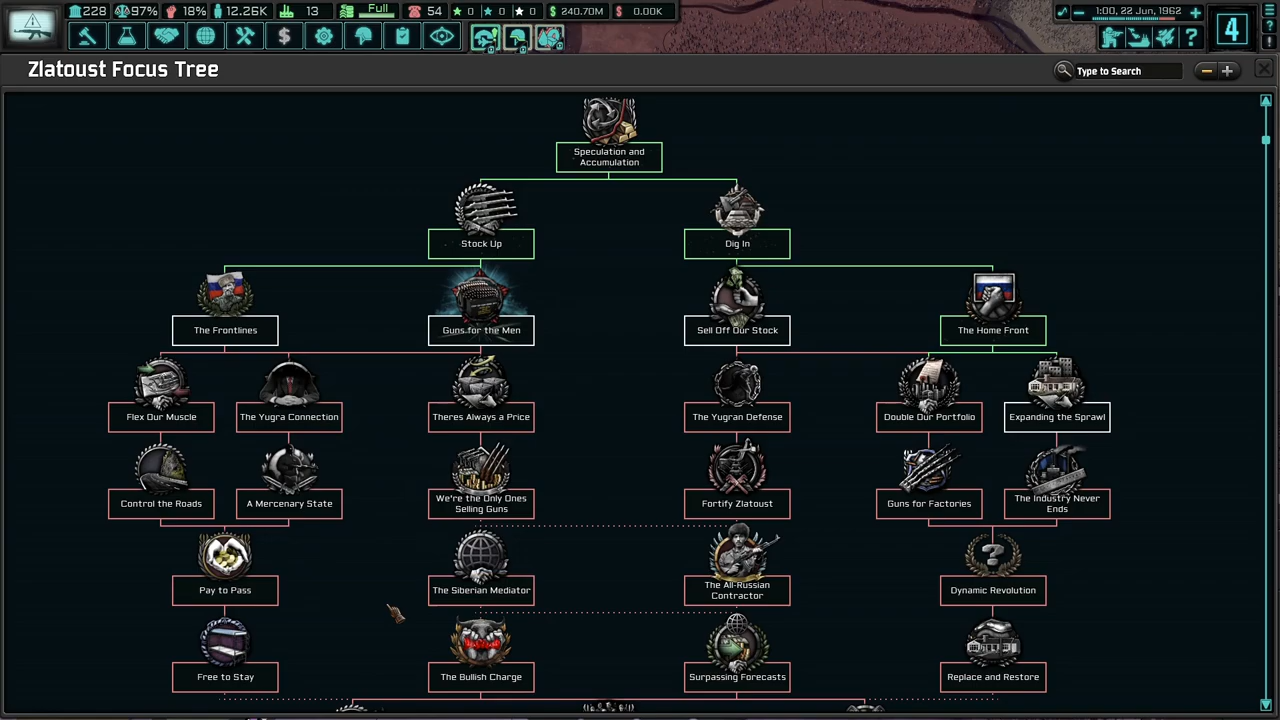 228 97% 18% 12.26K 13 Full 54 0 0 0 $ 240.70M $ 0.00K
1:00, 22 Jun, 1962
4
Zlatoust Focus Tree
Type to Search
Speculation and
Accumulation
Stock Up
Dig In
The Frontlines
Guns for the Men
Sell Off Our Stock
The Home Front
Flex Our Muscle
The Yugra Connection
Theres Always a Price
The Yugran Defense
Double Our Portfolio
Expanding the Sprawl
Control the Roads
A Mercenary State
We're the Only Ones
Selling Guns
Fortify Zlatoust
Guns for Factories
The Industry Never
Ends
Pay to Pass
The Siberian Mediator
The All-Russian
Contractor
Dynamic Revolution
Free to Stay
The Bullish Charge
Surpassing Forecasts
Replace and Restore